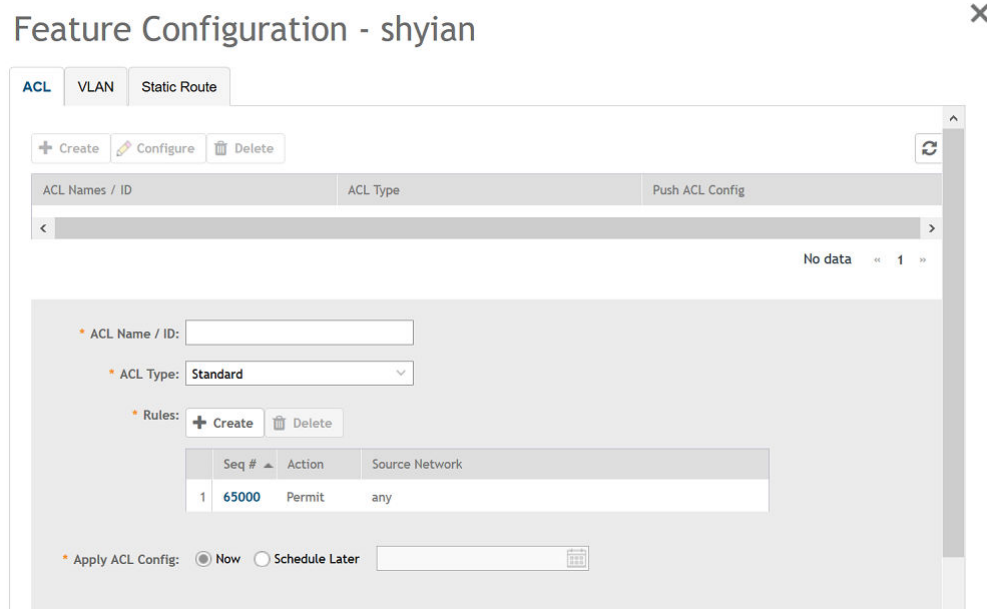 Feature Configuration - shyian
ACL VLAN Static Route
Create Configure Delete
ACL Names / ID ACL Type Push ACL Config
No data « 1 »
* ACL Name / ID:
* ACL Type: Standard
* Rules: Create Delete
Seq # Action Source Network
1 65000 Permit any
* Apply ACL Config: Now Schedule Later